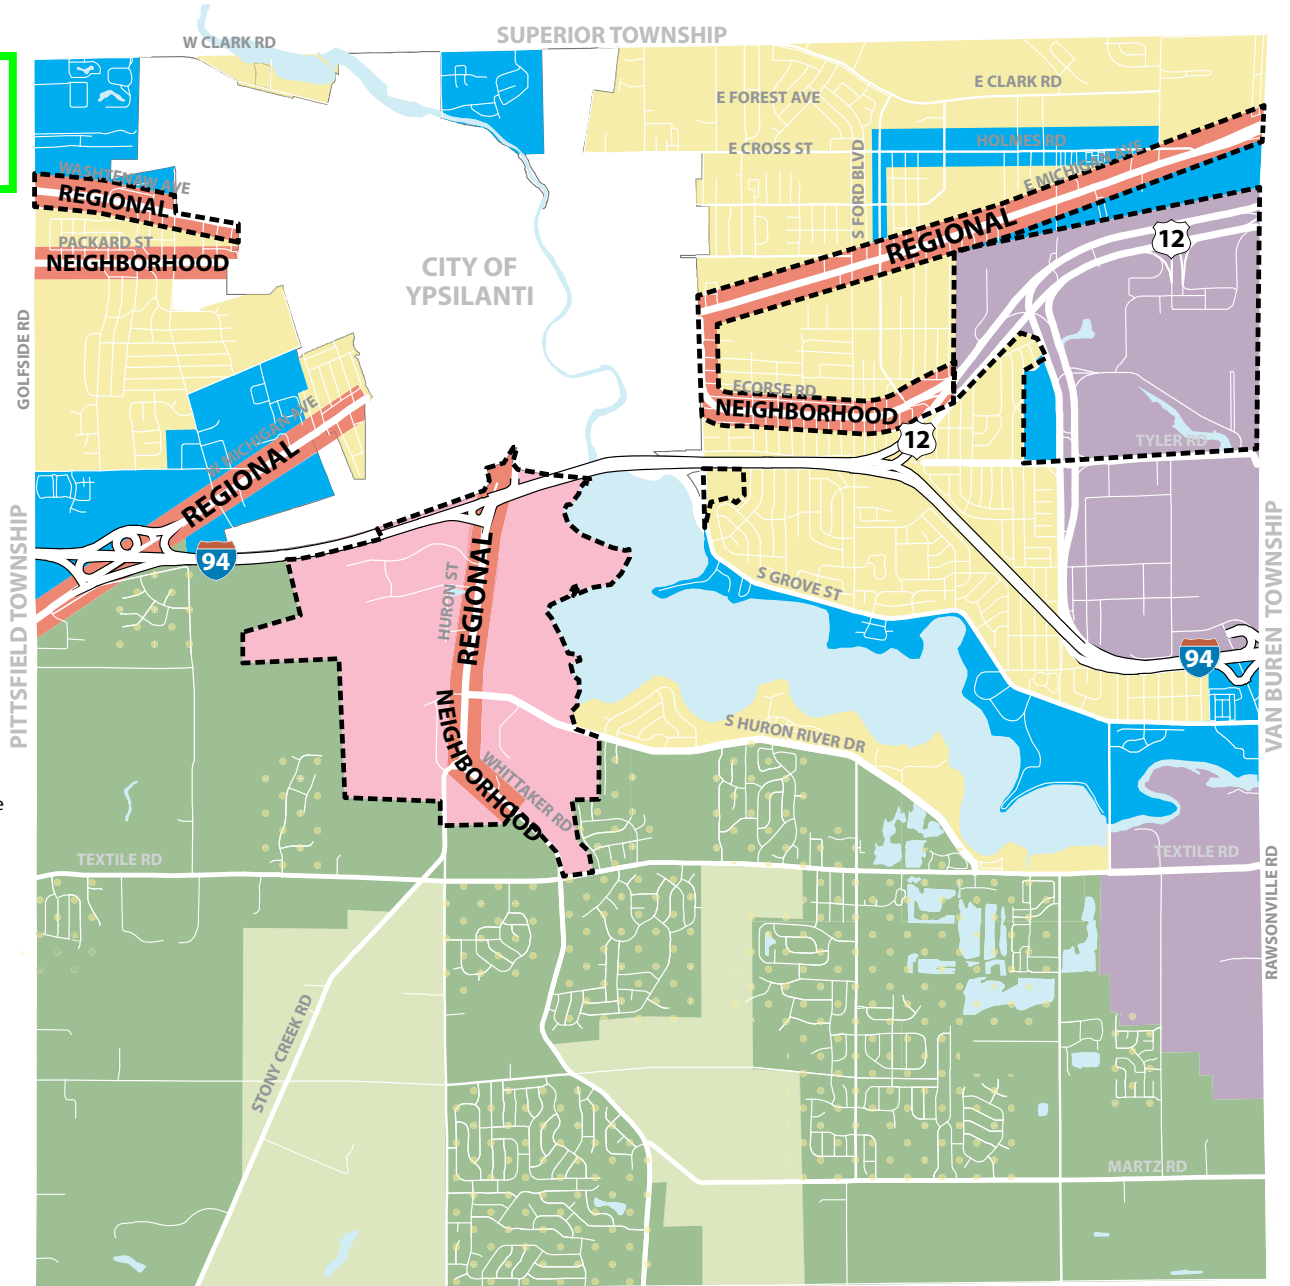 SUPERIOR TOWNSHIP
W CLARK RD
E CLARK RD
E FOREST AVE
HOLMES RD
E CROSS ST
E MICHIGAN AVE
S FORD BLVD
WASHTENAW AVE
REGIONAL
REGIONAL
12
PACKARD ST
NEIGHBORHOOD
CITY OF
YPSILANTI
GOLFSIDE RD
ECORSE RD
NEIGHBORHOOD
12
TYLER RD
W MICHIGAN AVE
REGIONAL
PITTSFIELD TOWNSHIP
VAN BUREN TOWNSHIP
94
S GROVE ST
HURON ST
REGIONAL
94
NEIGHBORHOOD
S HURON RIVER DR
WHITTAKER RD
e
TEXTILE RD
TEXTILE RD
RAWSONVILLE RD
STONY CREEK RD
MARTZ RD